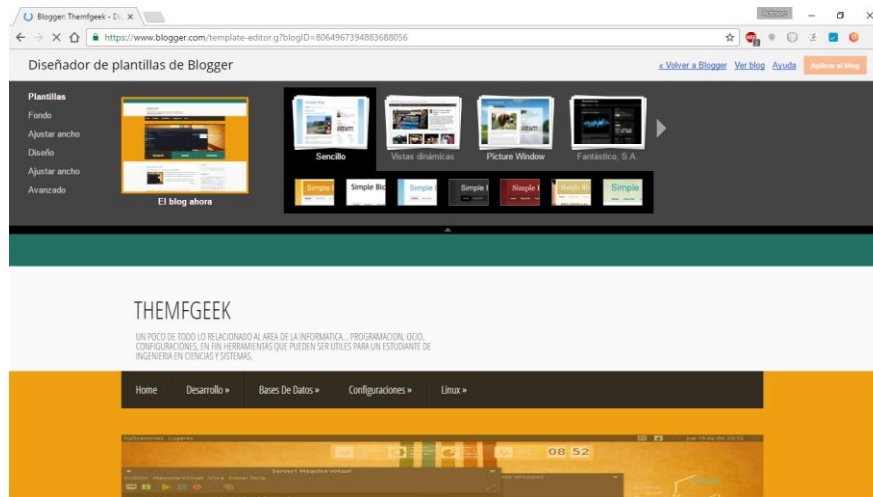 Blogger: Themfgeek - Di
https://www.blogger.com/template-editor.g?blogID=8064967394883688056
Diseñador de plantillas de Blogger
« Volver a Blogger Ver blog Ayuda Aplicar al blog
Plantillas
Fondo
Ajustar ancho
Diseño
Ajustar ancho
Avanzado
El blog ahora
Sencillo Vistas dinámicas Picture Window Fantástico, S.A.
Simple Simple Blo Simple Simple Simple Simple Blo Simple
THEMFGEEK
UN POCO DE TODO LO RELACIONADO AL AREA DE LA INFORMATICA... PROGRAMACION, OCIO,
CONFIGURACIONES, EN FIN HERRAMIENTAS QUE PUEDEN SER UTILES PARA UN ESTUDIANTE DE
INGENIERIA EN CIENCIAS Y SISTEMAS.
Home Desarrollo » Bases De Datos » Configuraciones » Linux »
Aplicaciones Lugares
08 52